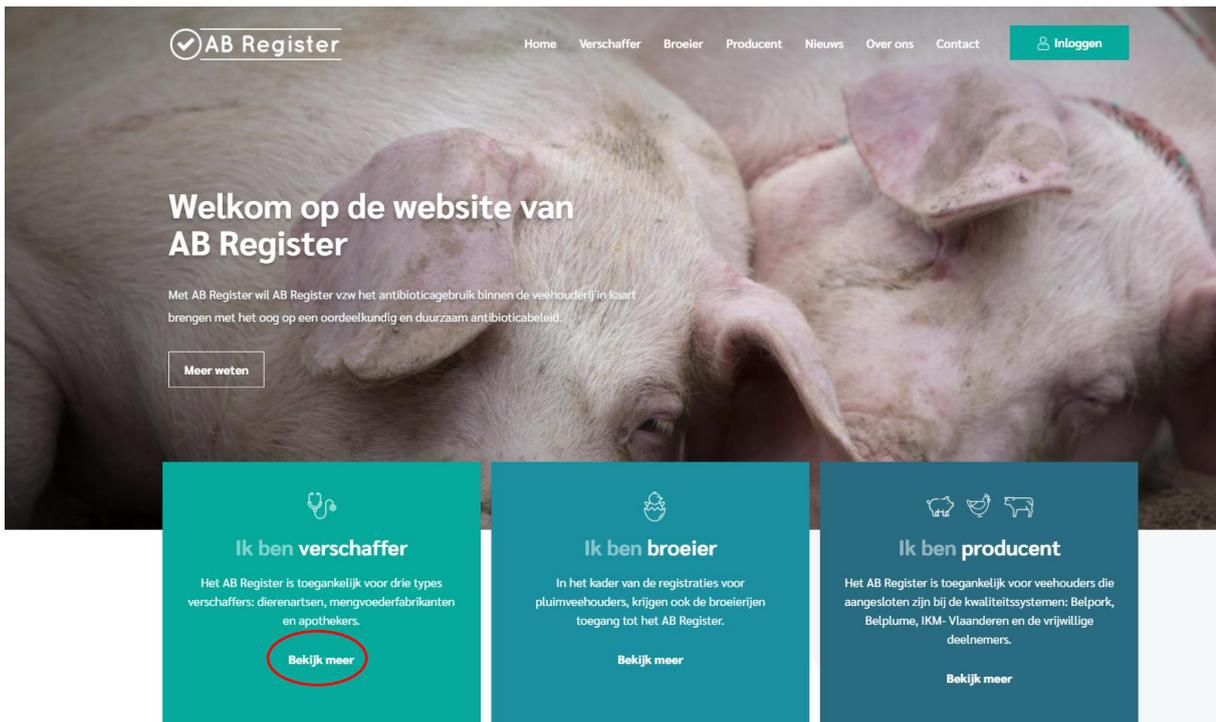 AB Register
Home Verschaffer Broeier Producent Nieuws Over ons Contact Inloggen
Welkom op de website van
AB Register
Met AB Register wil AB Register vzw het antibioticagebruik binnen de veehouderij in kaart
brengen met het oog op een oordeelkundig en duurzaam antibioticabeleid.
Meer weten
Ik ben verschaffer
Het AB Register is toegankelijk voor drie types
verschaffers: dierenartsen, mengvoederfabrikanten
en apothekers.
Bekijk meer
Ik ben broeier
In het kader van de registraties voor
pluimveehouders, krijgen ook de broeierijen
toegang tot het AB Register.
Bekijk meer
Ik ben producent
Het AB Register is toegankelijk voor veehouders die
aangesloten zijn bij de kwaliteitssystemen: Belpork,
Belplume, IKM- Vlaanderen en de vrijwillige
deelnemers.
Bekijk meer